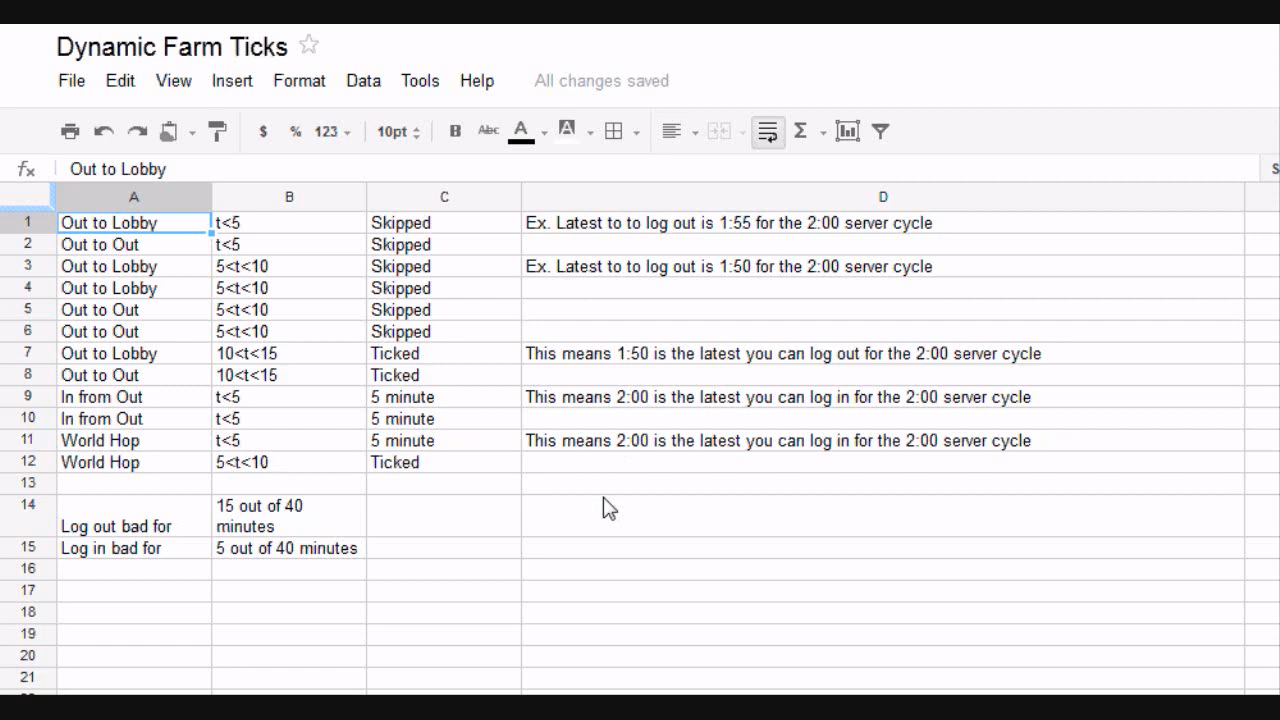 Dynamic Farm Ticks
File Edit View Insert Format Data Tools Help All changes saved
$ % 123 10pt B Abc A A Σ
fx Out to Lobby S
A B C D
1 Out to Lobby t<5 Skipped Ex. Latest to to log out is 1:55 for the 2:00 server cycle
2 Out to Out t<5 Skipped
3 Out to Lobby 5<t<10 Skipped Ex. Latest to to log out is 1:50 for the 2:00 server cycle
4 Out to Lobby 5<t<10 Skipped
5 Out to Out 5<t<10 Skipped
6 Out to Out 5<t<10 Skipped
7 Out to Lobby 10<t<15 Ticked This means 1:50 is the latest you can log out for the 2:00 server cycle
8 Out to Out 10<t<15 Ticked
9 In from Out t<5 5 minute This means 2:00 is the latest you can log in for the 2:00 server cycle
10 In from Out t<5 5 minute
11 World Hop t<5 5 minute This means 2:00 is the latest you can log in for the 2:00 server cycle
12 World Hop 5<t<10 Ticked
13
14 15 out of 40
Log out bad for minutes
15 Log in bad for 5 out of 40 minutes
16
17
18
19
20
21